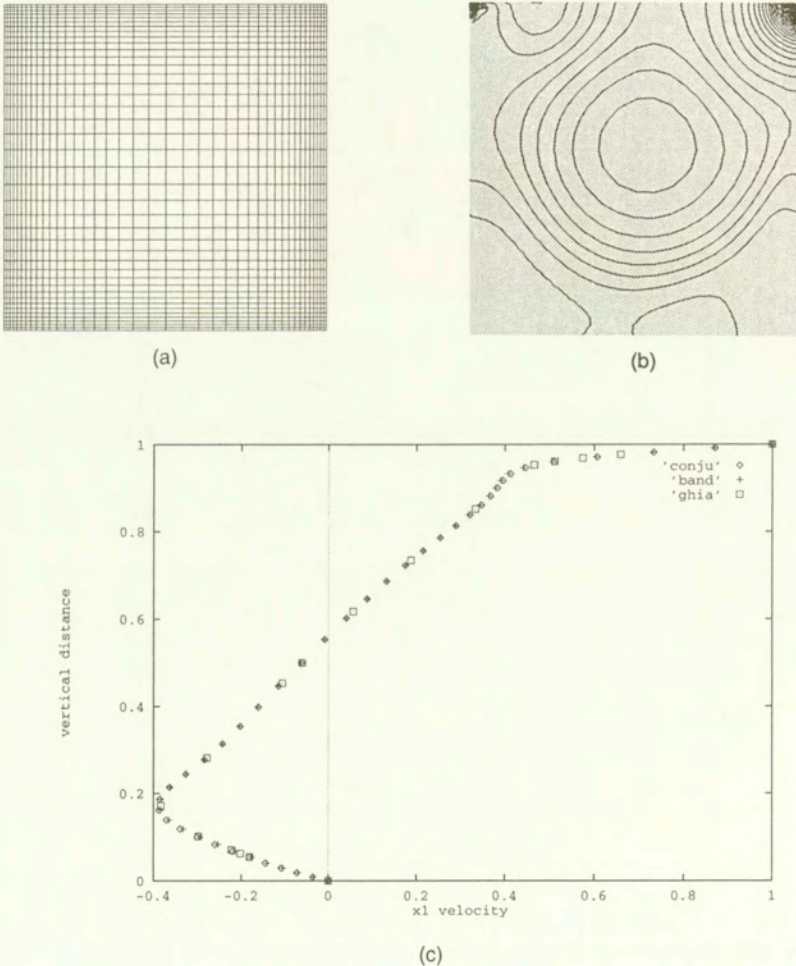 (a)
(b)
1
0.8
0.6
0.4
0.2
0
vertical distance
'conju'
'band'
'ghia'
-0.4
-0.2
0
0.2
0.4
0.6
0.8
1
x1 velocity
(c)